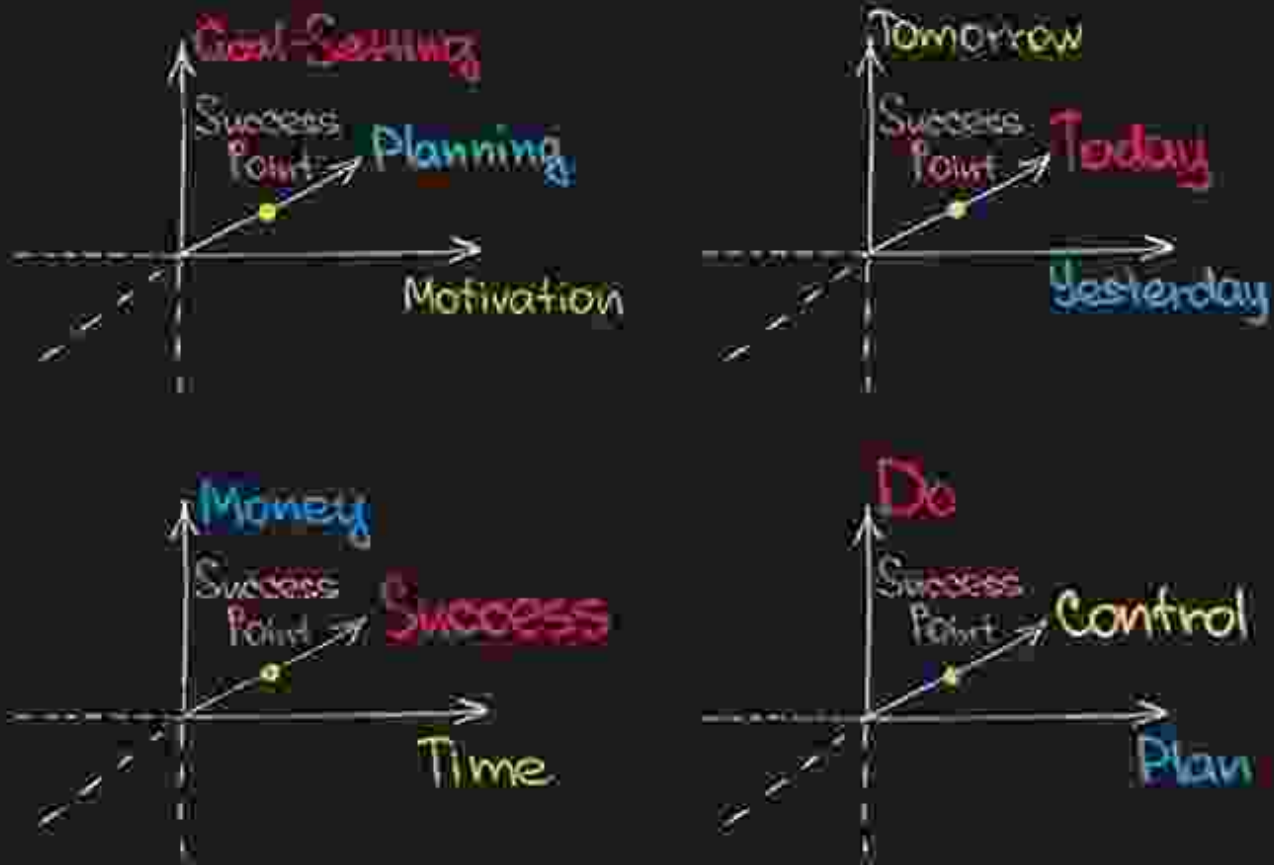 Goal-Setting
Success
Point
Planning
Motivation
Tomorrow
Success
Point
Today
Yesterday
Money
Success
Point
Success
Time
Do
Success
Point
Control
Plan